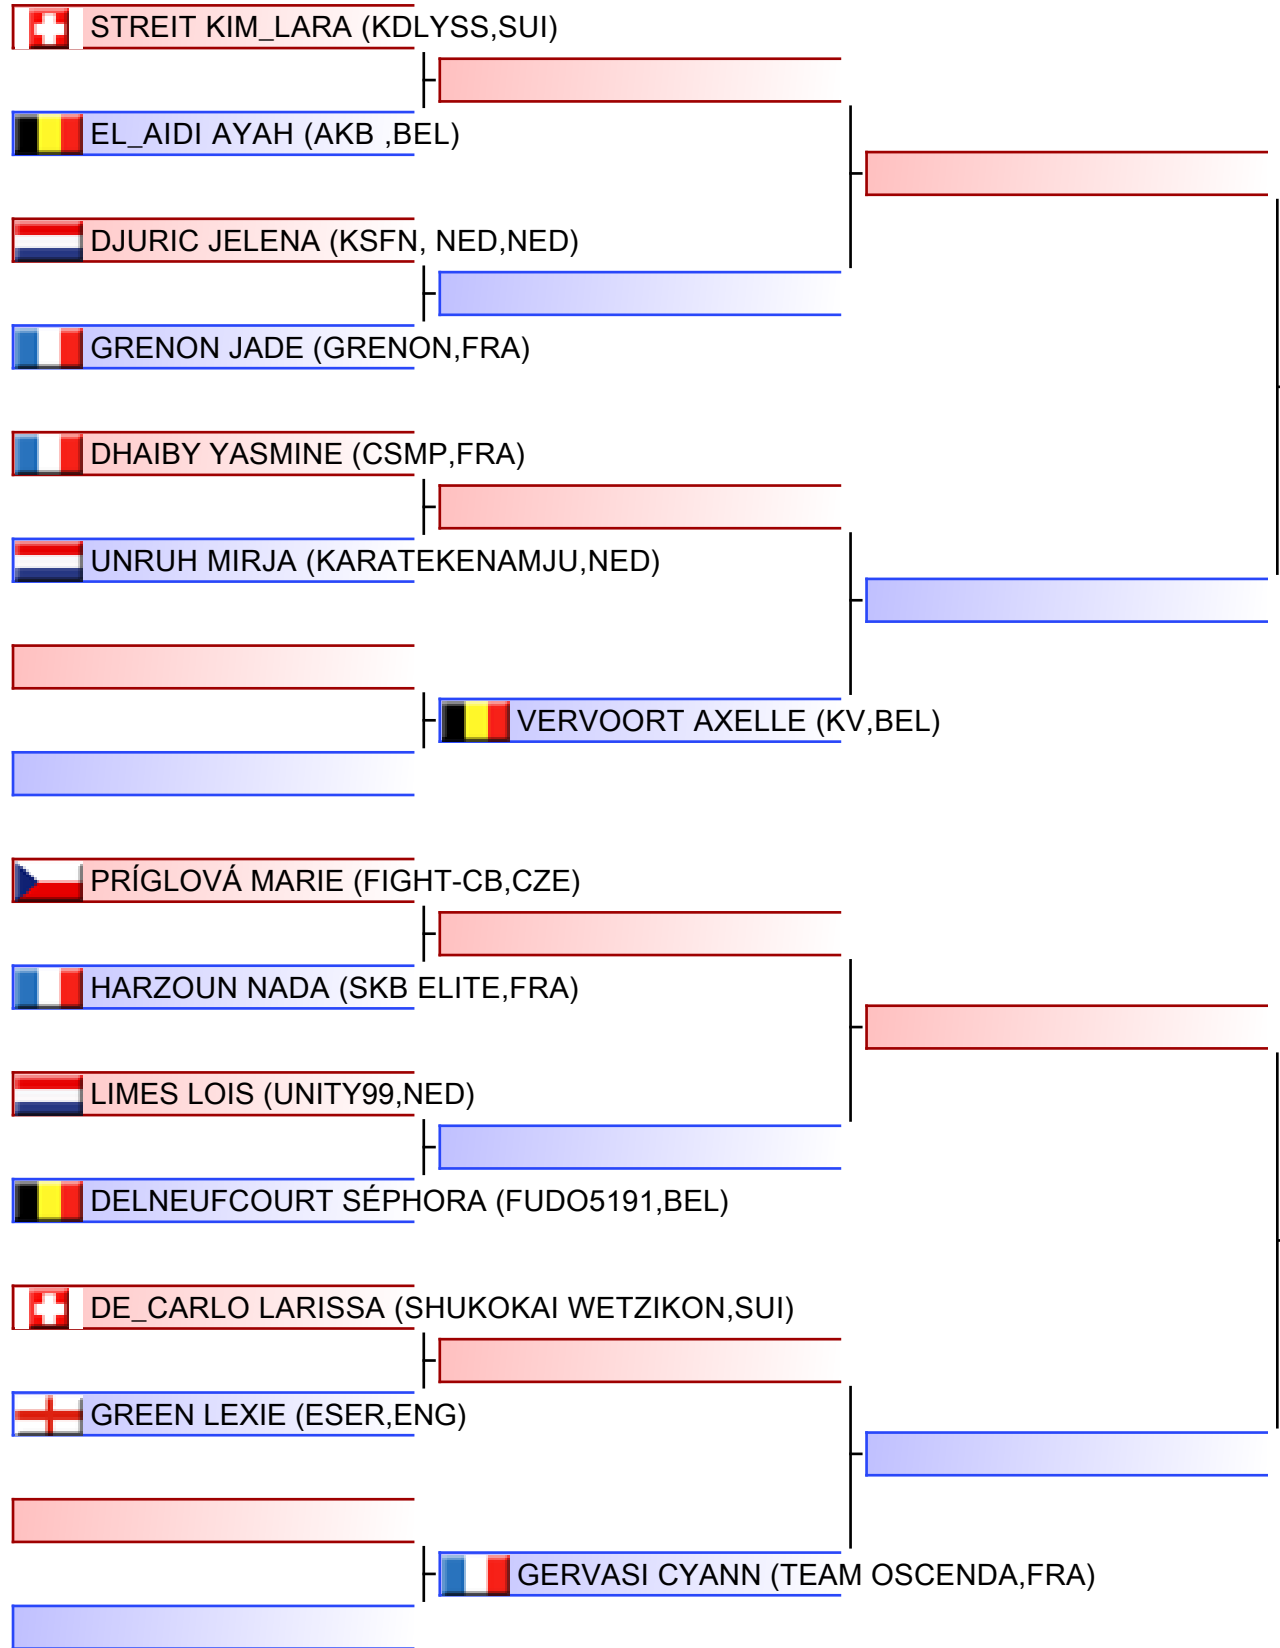 STREIT KIM_LARA (KDLYSS,SUI)
EL_AIDI AYAH (AKB ,BEL)
DJURIC JELENA (KSFN, NED,NED)
GRENON JADE (GRENON,FRA)
DHAIBY YASMINE (CSMP,FRA)
UNRUH MIRJA (KARATEKENAMJU,NED)
VERVOORT AXELLE (KV,BEL)
PRÍGLOVÁ MARIE (FIGHT-CB,CZE)
HARZOUN NADA (SKB ELITE,FRA)
LIMES LOIS (UNITY99,NED)
DELNEUFCOURT SÉPHORA (FUDO5191,BEL)
DE_CARLO LARISSA (SHUKOKAI WETZIKON,SUI)
GREEN LEXIE (ESER,ENG)
GERVASI CYANN (TEAM OSCENDA,FRA)